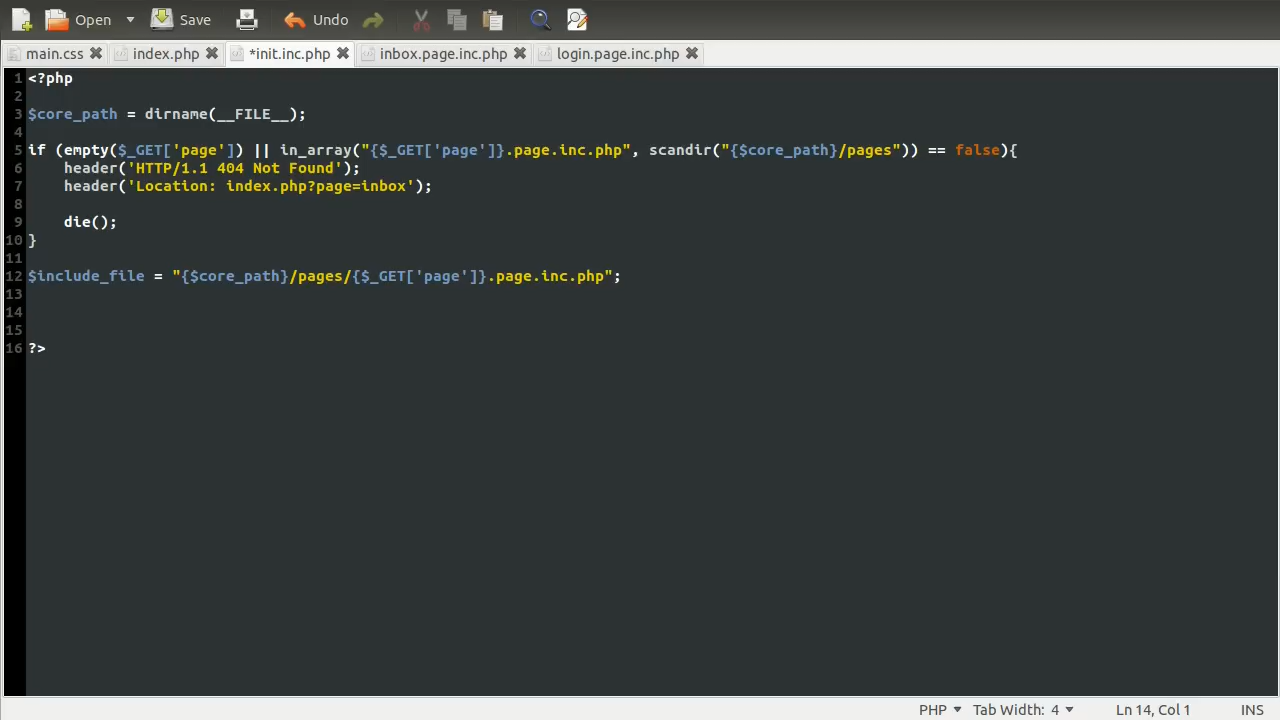 Open Save Undo
main.css index.php *init.inc.php inbox.page.inc.php login.page.inc.php
1 <?php
2
3 $core_path = dirname(__FILE__);
4
5 if (empty($_GET['page']) || in_array("{$_GET['page']}.page.inc.php", scandir("{$core_path}/pages")) == false){
6     header('HTTP/1.1 404 Not Found');
7     header('Location: index.php?page=inbox');
8
9     die();
10 }
11
12 $include_file = "{$core_path}/pages/{$_GET['page']}.page.inc.php";
13
14
15
16 ?>
PHP Tab Width: 4 Ln 14, Col 1 INS